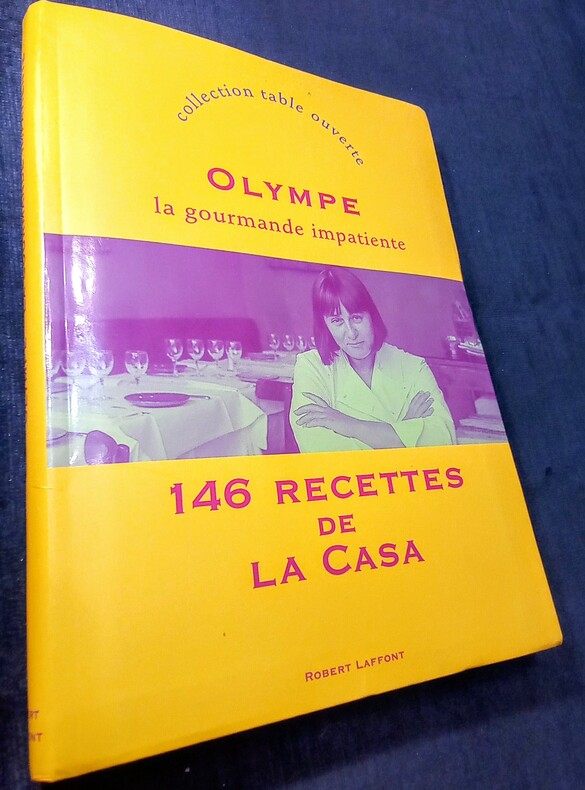 collection table ouverte
OLYMPE
la gourmande impatiente
146 RECETTES
DE
LA CASA
ROBERT LAFFONT